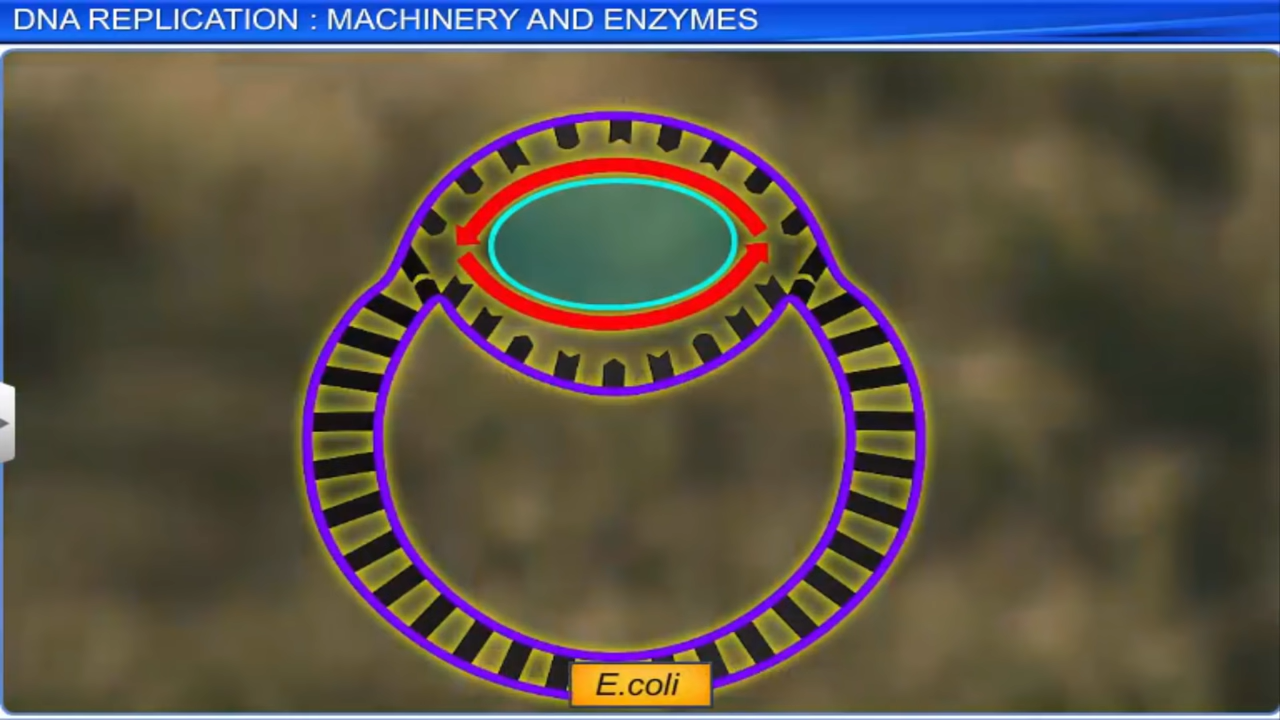 DNA REPLICATION : MACHINERY AND ENZYMES
E.coli